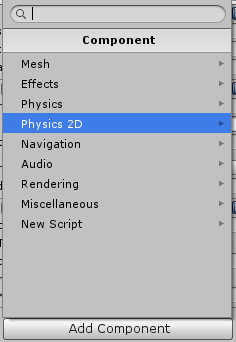 Component
Mesh
Effects
Physics
Physics 2D
Navigation
Audio
Rendering
Miscellaneous
New Script
Add Component